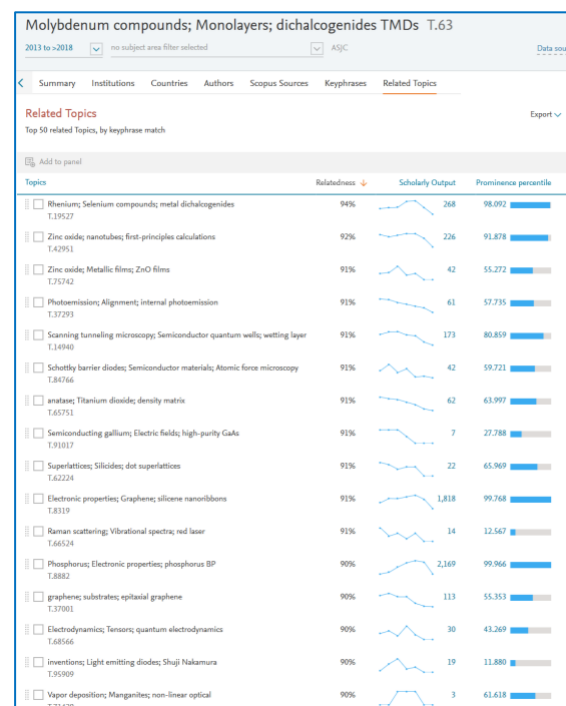 Molybdenum compounds; Monolayers; dichalcogenides TMDs T.63
2013 to >2018 no subject area filter selected ASJC Data sou
Summary Institutions Countries Authors Scopus Sources Keyphrases Related Topics
Related Topics Export
Top 50 related Topics, by keyphrase match
Add to panel
Topics Relatedness Scholarly Output Prominence percentile
Rhenium; Selenium compounds; metal dichalcogenides 94% 268 98.092
T.19527
Zinc oxide; nanotubes; first-principles calculations 92% 226 91.878
T.42951
Zinc oxide; Metallic films; ZnO films 91% 42 55.272
T.75742
Photoemission; Alignment; internal photoemission 91% 61 57.735
T.37293
Scanning tunneling microscopy; Semiconductor quantum wells; wetting layer 91% 173 80.859
T.14940
Schottky barrier diodes; Semiconductor materials; Atomic force microscopy 91% 42 59.721
T.84766
anatase; Titanium dioxide; density matrix 91% 62 63.997
T.65751
Semiconducting gallium; Electric fields; high-purity GaAs 91% 7 27.788
T.91017
Superlattices; Silicides; dot superlattices 91% 22 65.969
T.62224
Electronic properties; Graphene; silicene nanoribbons 91% 1,818 99.768
T.8319
Raman scattering; Vibrational spectra; red laser 91% 14 12.567
T.66524
Phosphorus; Electronic properties; phosphorus BP 90% 2,169 99.966
T.8882
graphene; substrates; epitaxial graphene 90% 113 55.353
T.37001
Electrodynamics; Tensors; quantum electrodynamics 90% 30 43.269
T.68566
inventions; Light emitting diodes; Shuji Nakamura 90% 19 11.880
T.95909
Vapor deposition; Manganites; non-linear optical 90% 3 61.618